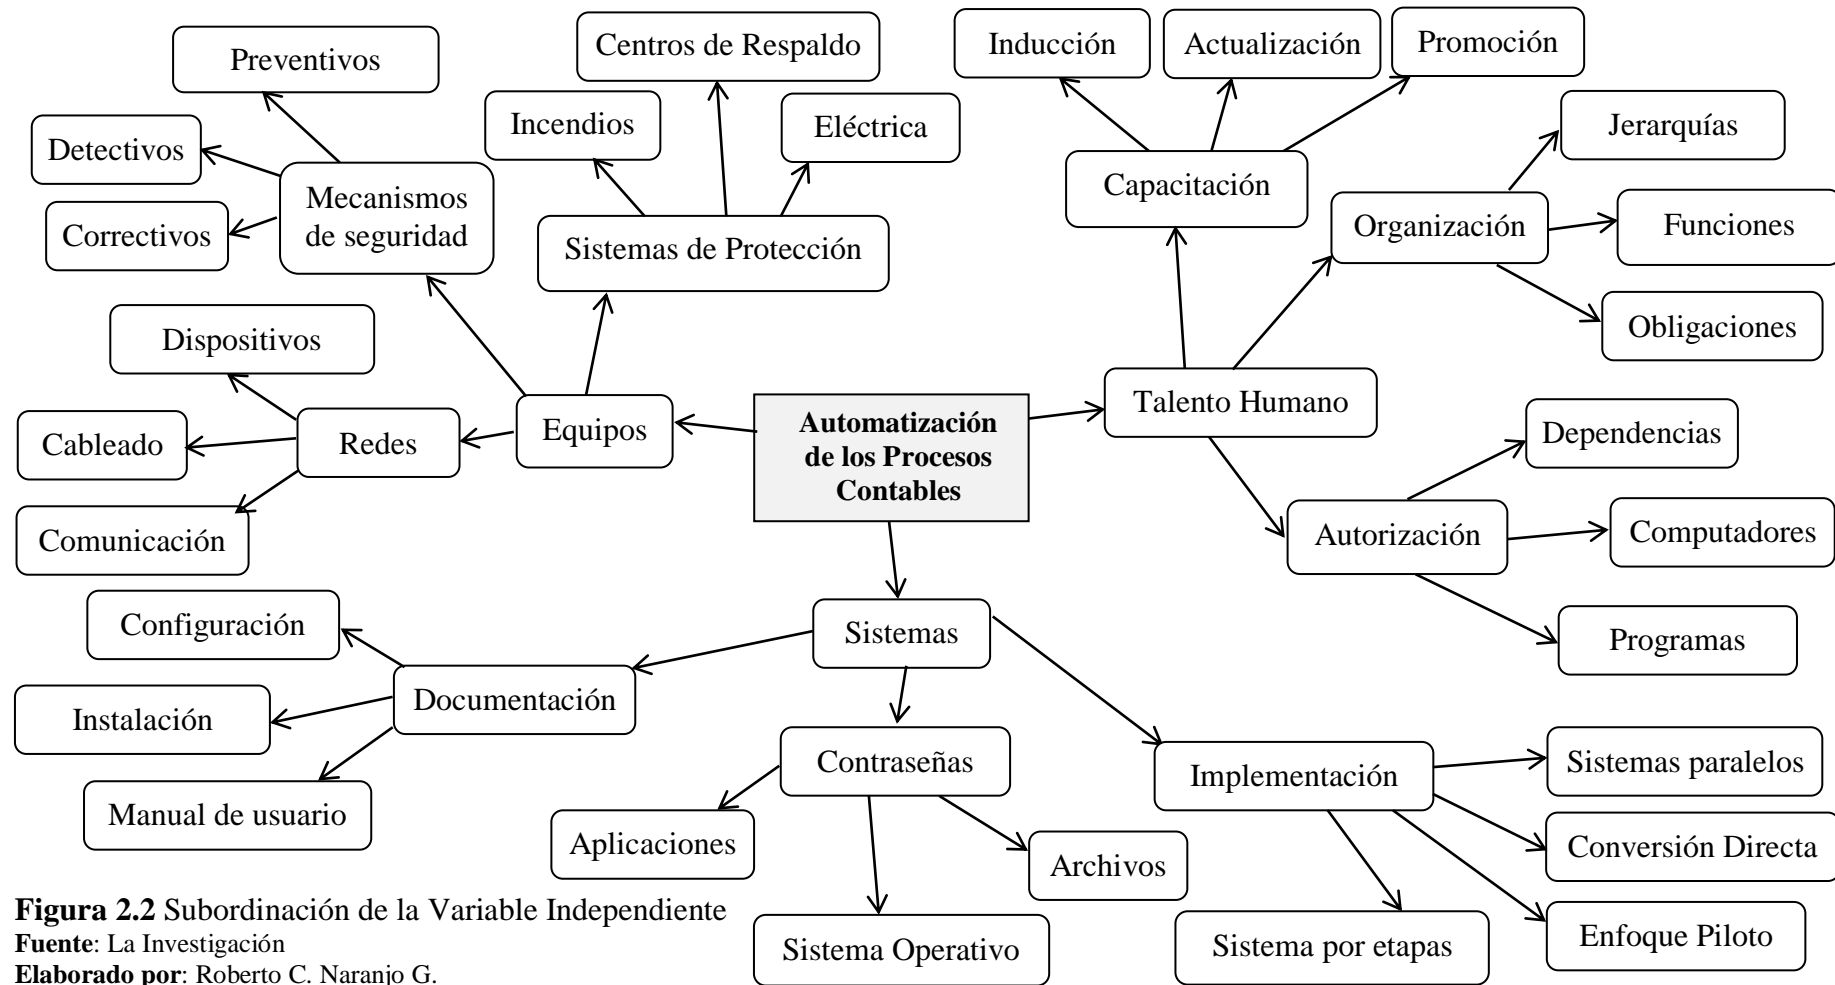 Preventivos
Centros de Respaldo
Inducción
Actualización
Promoción
Detectivos
Incendios
Eléctrica
Jerarquías
Mecanismos
de seguridad
Capacitación
Correctivos
Sistemas de Protección
Organización
Funciones
Dispositivos
Obligaciones
Cableado
Redes
Equipos
Automatización
de los Procesos
Contables
Talento Humano
Dependencias
Comunicación
Autorización
Computadores
Configuración
Sistemas
Programas
Instalación
Documentación
Contraseñas
Implementación
Sistemas paralelos
Manual de usuario
Aplicaciones
Archivos
Conversión Directa
Sistema Operativo
Sistema por etapas
Enfoque Piloto
Figura 2.2 Subordinación de la Variable Independiente
Fuente: La Investigación
Elaborado por: Roberto C. Naranjo G.